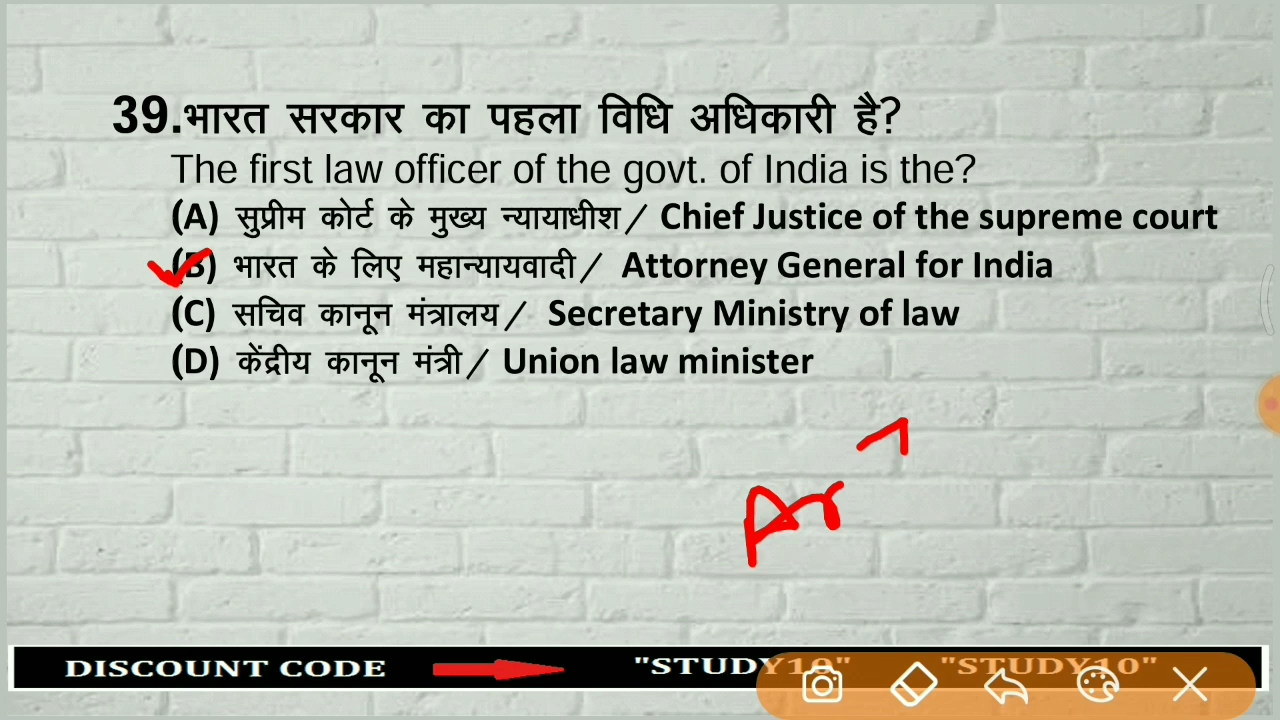 39.भारत सरकार का पहला विधि अधिकारी है?
The first law officer of the govt. of India is the?
(A) सुप्रीम कोर्ट के मुख्य न्यायाधीश/ Chief Justice of the supreme court
(B) भारत के लिए महान्यायवादी/ Attorney General for India
(C) सचिव कानून मंत्रालय/ Secretary Ministry of law
(D) केंद्रीय कानून मंत्री/ Union law minister
DISCOUNT CODE "STUDY10" "STUDY10"